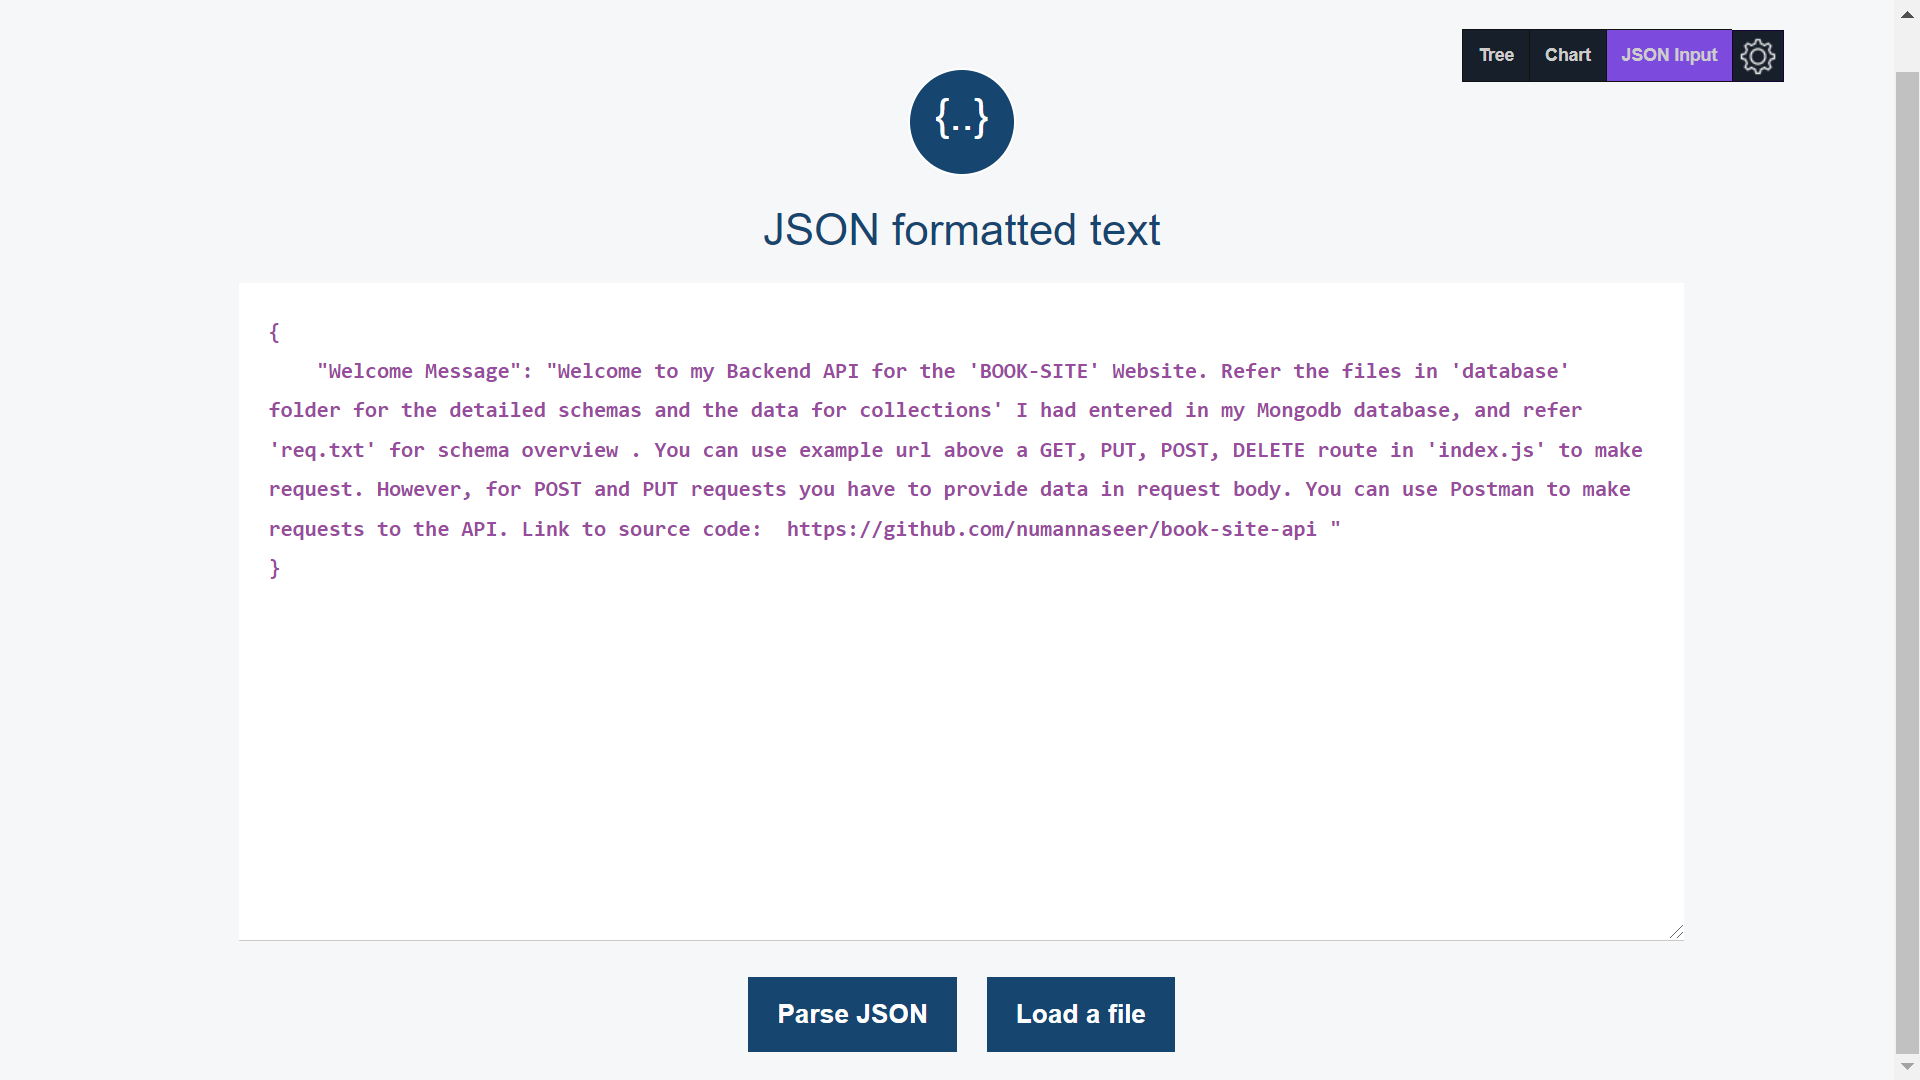 Tree Chart JSON Input
{..}
JSON formatted text
{
"Welcome Message": "Welcome to my Backend API for the 'BOOK-SITE' Website. Refer the files in 'database'
folder for the detailed schemas and the data for collections' I had entered in my Mongodb database, and refer
'req.txt' for schema overview . You can use example url above a GET, PUT, POST, DELETE route in 'index.js' to make
request. However, for POST and PUT requests you have to provide data in request body. You can use Postman to make
requests to the API. Link to source code:  https://github.com/numannaseer/book-site-api "
}
Parse JSON Load a file